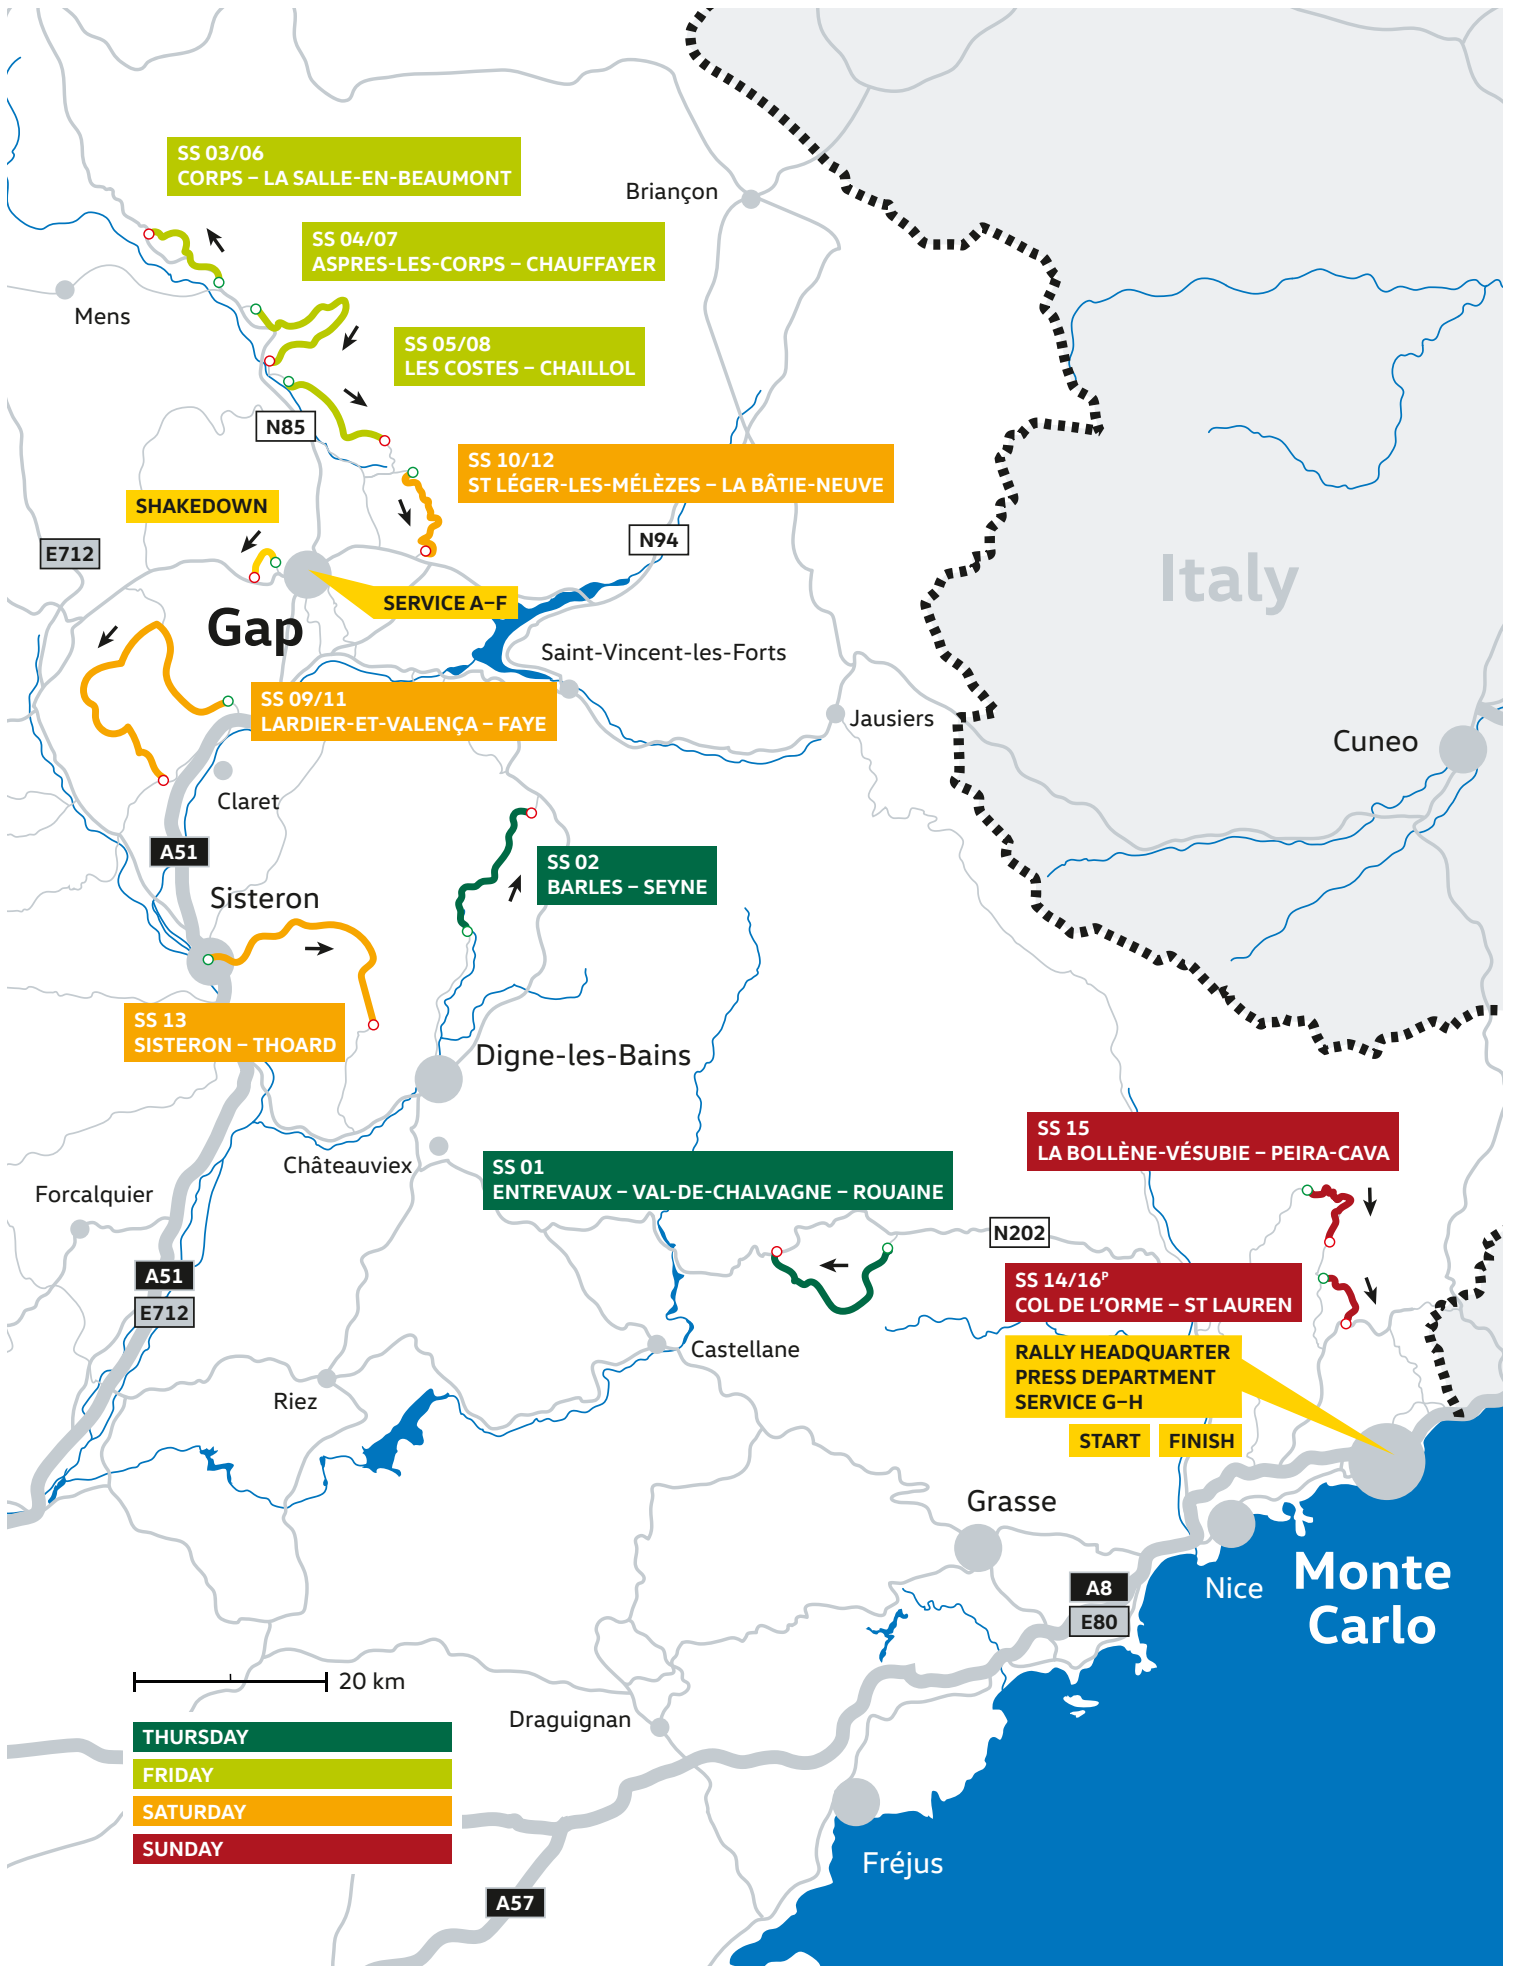 SS 03/06
CORPS – LA SALLE-EN-BEAUMONT
Briançon
SS 04/07
ASPRES-LES-CORPS – CHAUFFAYER
Mens
SS 05/08
LES COSTES – CHAILLOL
N85
SS 10/12
ST LÉGER-LES-MÉLÈZES – LA BÂTIE-NEUVE
SHAKEDOWN
N94
E712
Italy
SERVICE A–F
Gap
Saint-Vincent-les-Forts
SS 09/11
LARDIER-ET-VALENÇA – FAYE
Jausiers
Cuneo
Claret
A51
SS 02
BARLES – SEYNE
Sisteron
SS 13
SISTERON – THOARD
Digne-les-Bains
SS 15
LA BOLLÈNE-VÉSUBIE – PEIRA-CAVA
Châteauviex
SS 01
ENTREVAUX – VAL-DE-CHALVAGNE – ROUAINE
Forcalquier
N202
A51
E712
SS 14/16ᴾ
COL DE L’ORME – ST LAUREN
Castellane
RALLY HEADQUARTER
PRESS DEPARTMENT
SERVICE G–H
Riez
START
FINISH
Grasse
Monte
Carlo
Nice
A8
E80
20 km
Draguignan
THURSDAY
FRIDAY
SATURDAY
SUNDAY
Fréjus
A57